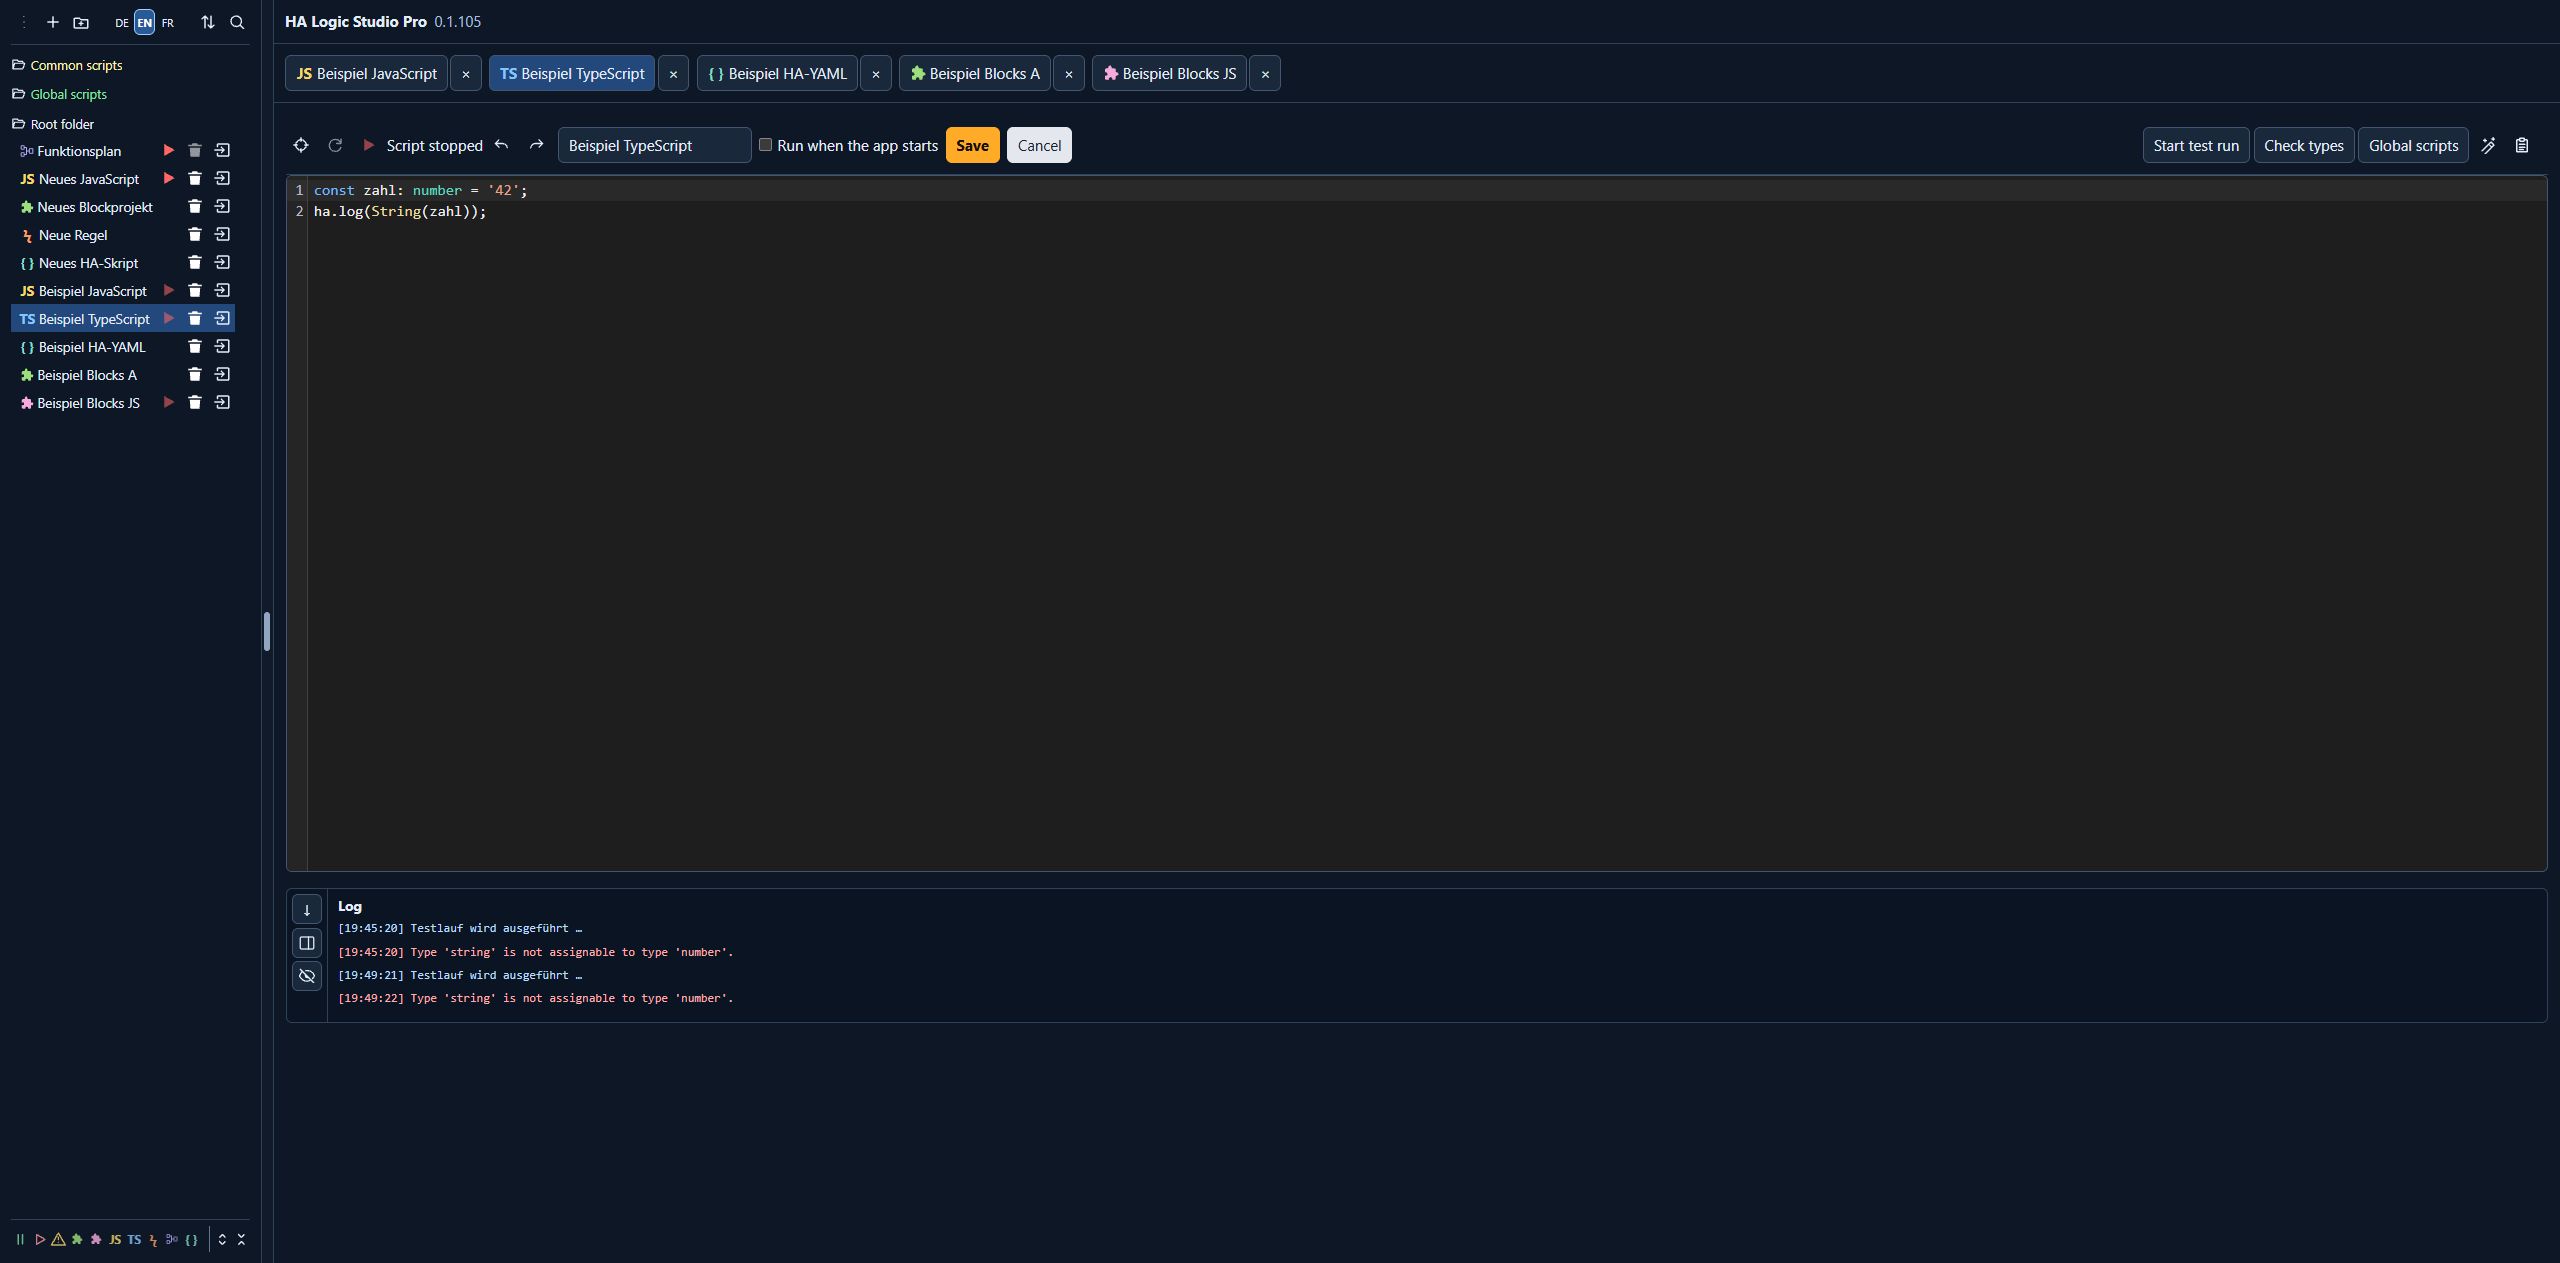 DE EN FR
HA Logic Studio Pro 0.1.105
Common scripts
Global scripts
Root folder
Funktionsplan
JS Neues JavaScript
Neues Blockprojekt
Neue Regel
{ } Neues HA-Skript
JS Beispiel JavaScript
TS Beispiel TypeScript
{ } Beispiel HA-YAML
Beispiel Blocks A
Beispiel Blocks JS
JS TS { }
JS Beispiel JavaScript × TS Beispiel TypeScript × { } Beispiel HA-YAML × Beispiel Blocks A × Beispiel Blocks JS ×
Script stopped Beispiel TypeScript Run when the app starts Save Cancel Start test run Check types Global scripts
1 const zahl: number = '42';
2 ha.log(String(zahl));
Log
[19:45:20] Testlauf wird ausgeführt …
[19:45:20] Type 'string' is not assignable to type 'number'.
[19:49:21] Testlauf wird ausgeführt …
[19:49:22] Type 'string' is not assignable to type 'number'.